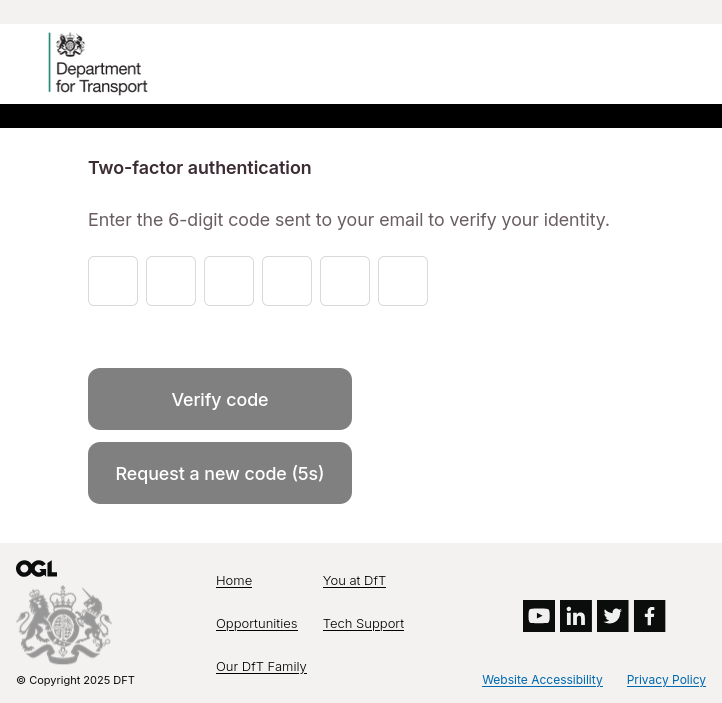 Department
for Transport
Two-factor authentication
Enter the 6-digit code sent to your email to verify your identity.
Verify code
Request a new code (5s)
OGL
© Copyright 2025 DFT
Home
You at DfT
Opportunities
Tech Support
Our DfT Family
Website Accessibility
Privacy Policy